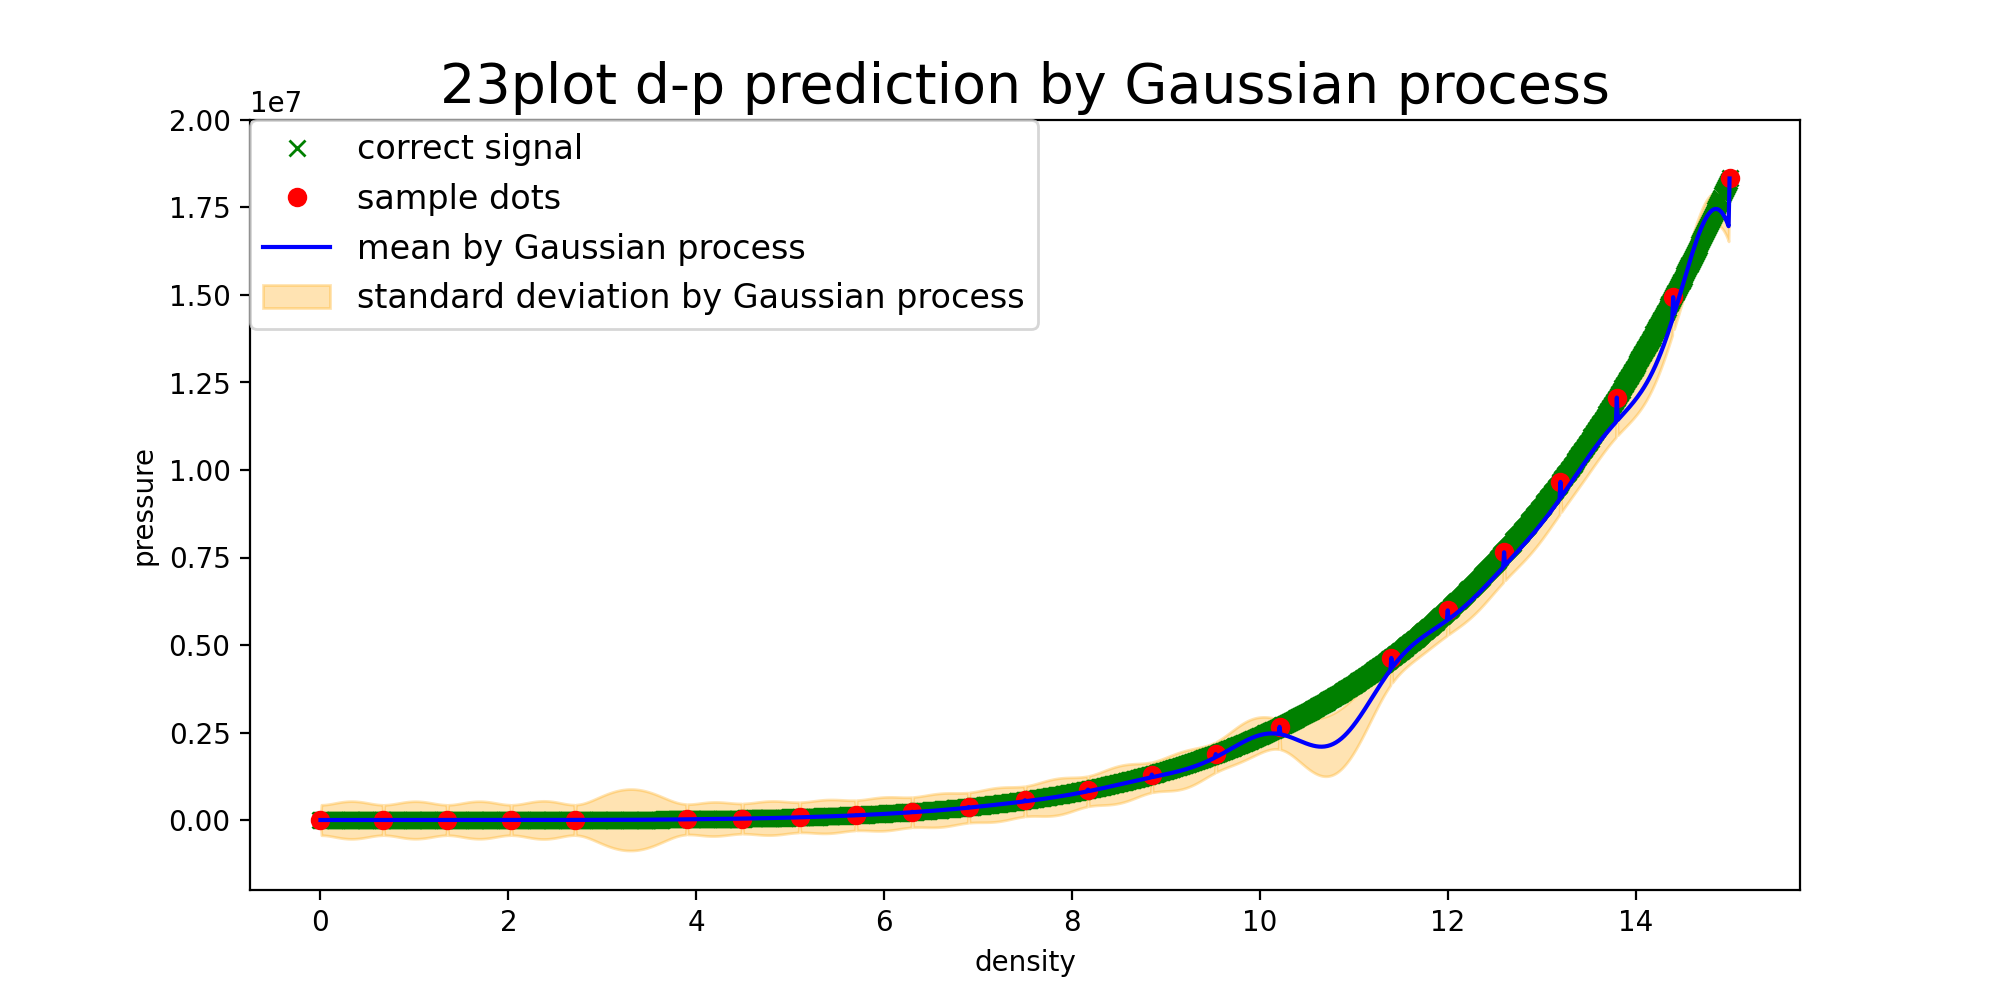 23plot d-p prediction by Gaussian process
1e7
correct signal
sample dots
mean by Gaussian process
standard deviation by Gaussian process
2.00
1.75
1.50
1.25
1.00
0.75
0.50
0.25
0.00
pressure
0 2 4 6 8 10 12 14
density